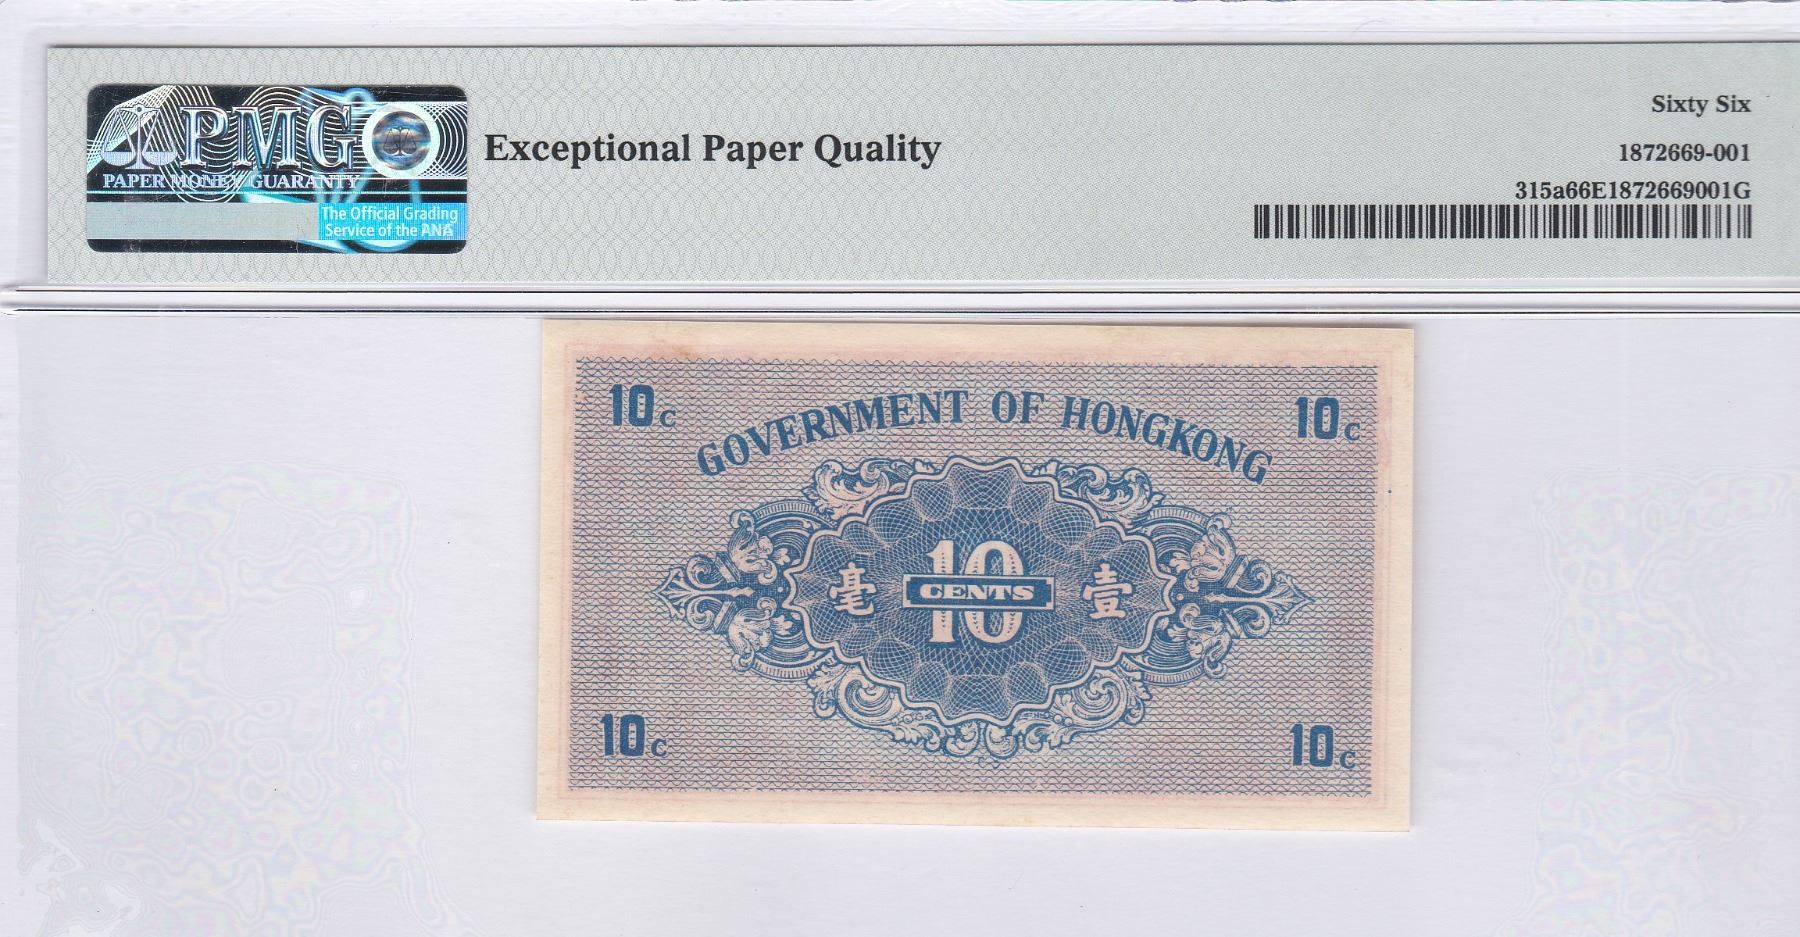 PMG
PAPER MONEY GUARANTY
The Official Grading
Service of the ANA
Exceptional Paper Quality
Sixty Six
1872669-001
315a66E1872669001G
10c
10c
GOVERNMENT OF HONGKONG
毫
10
CENTS
壹
10c
10c